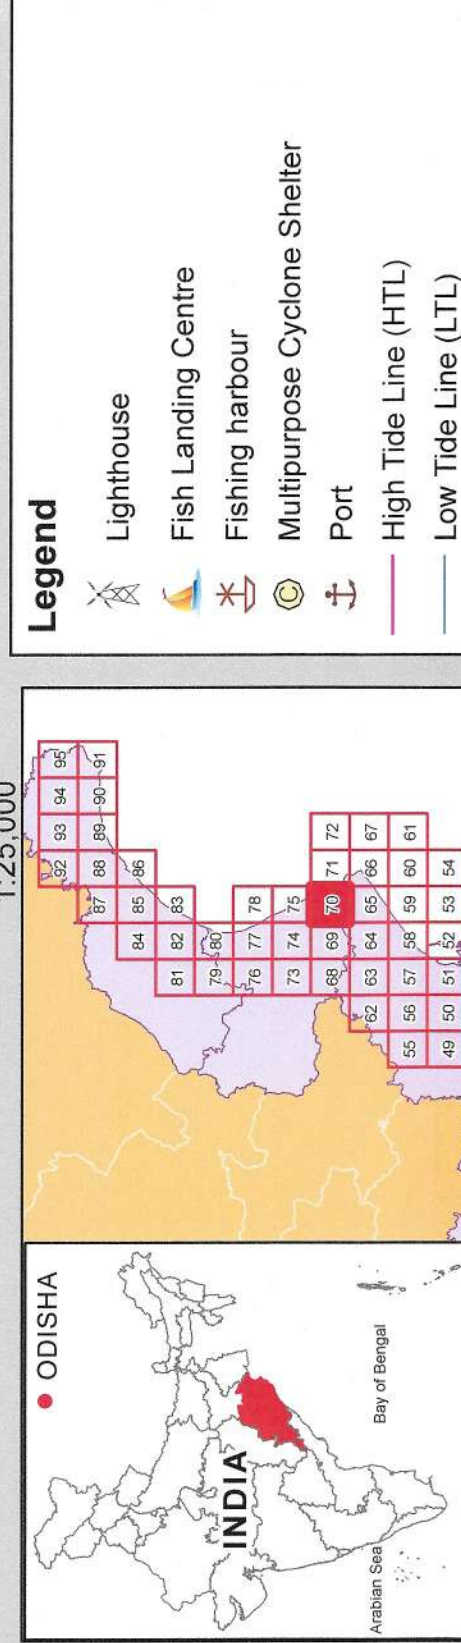 1:25,000
ODISHA
INDIA
Arabian Sea
Bay of Bengal
92 93 94 95
87 88 89 90 91
84 85 86
81 82 83
79 80
76 77 78
73 74 75
68 69 70 71 72
62 63 64 65 66 67
55 56 57 58 59 60 61
49 50 51 52 53 54
Legend
Lighthouse
Fish Landing Centre
Fishing harbour
C Multipurpose Cyclone Shelter
Port
High Tide Line (HTL)
Low Tide Line (LTL)